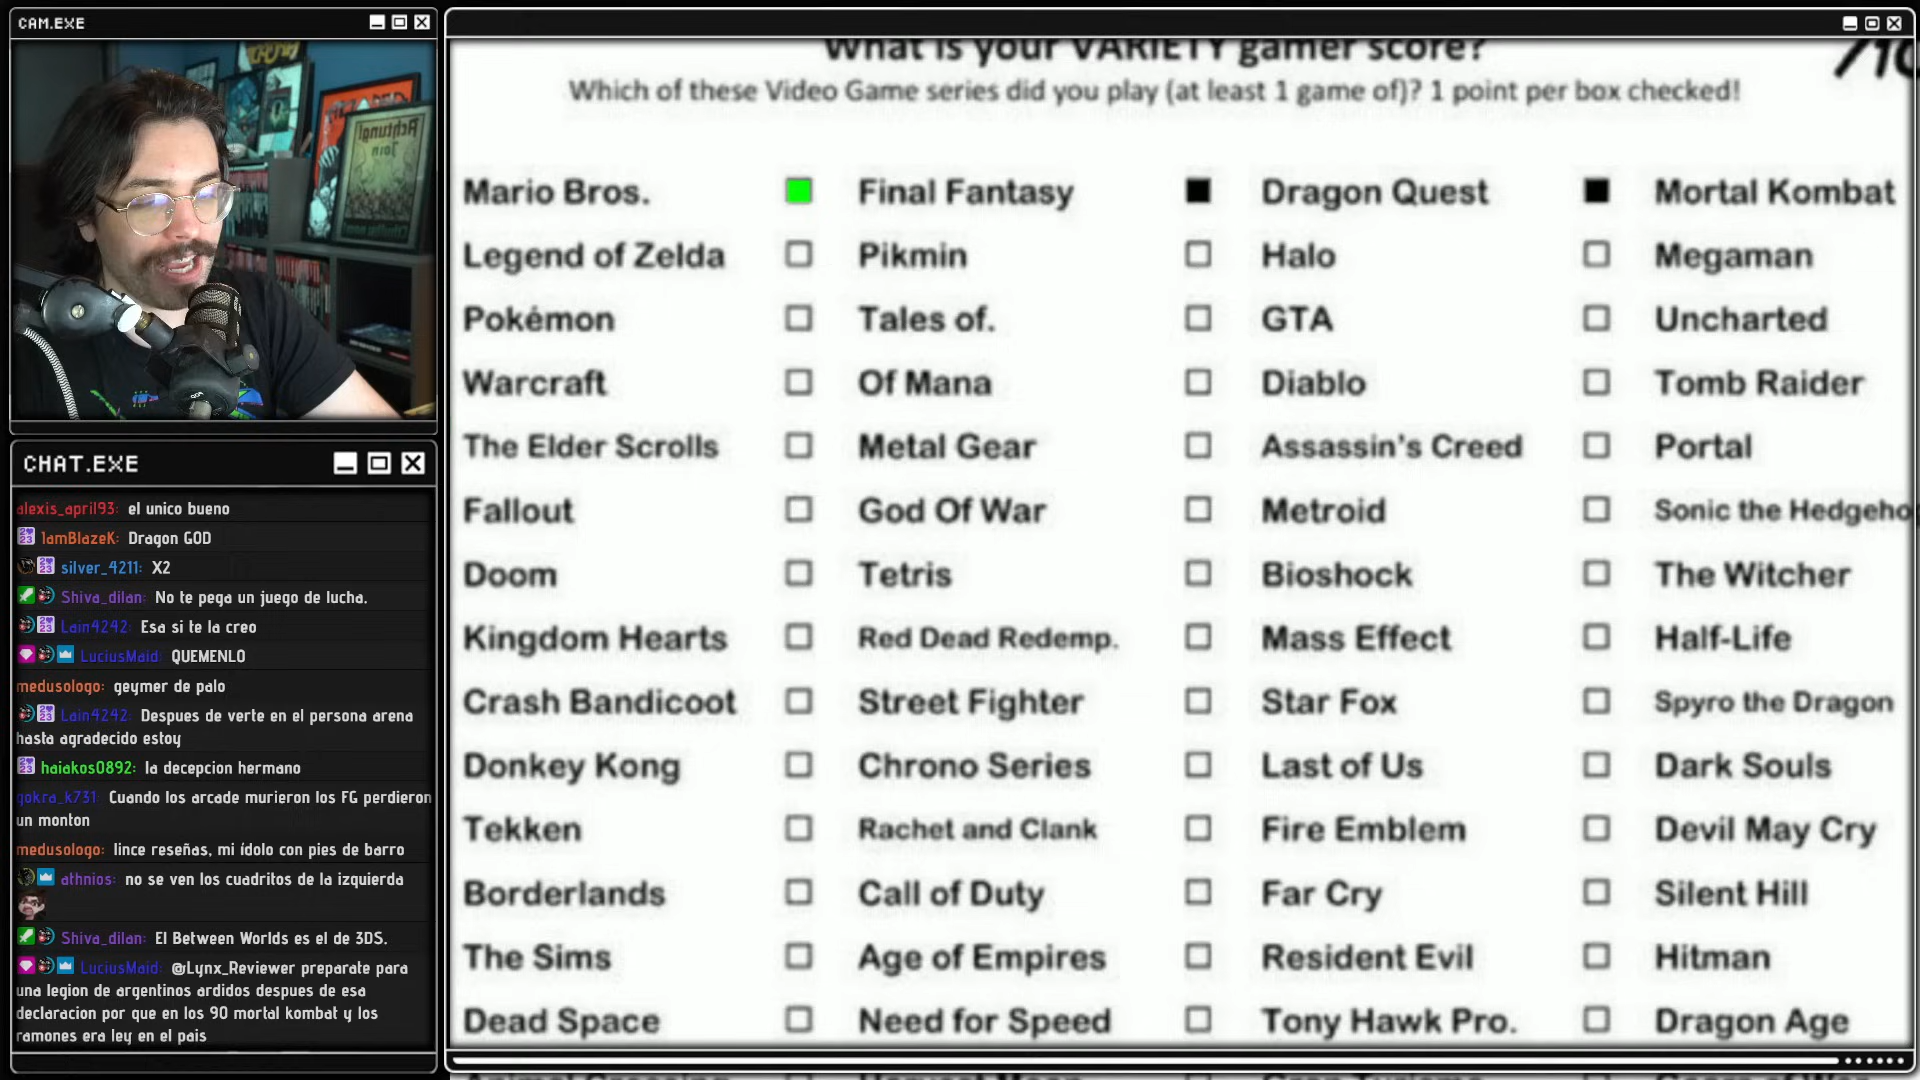 CAM.EXE
Achtung!
Join
CHAT.EXE
alexis_april93: el unico bueno
1amBlazeK: Dragon GOD
silver_4211: X2
Shiva_dilan: No te pega un juego de lucha.
Lain4242: Esa si te la creo
LuciusMaid: QUEMENLO
medusologo: geymer de palo
Lain4242: Despues de verte en el persona arena
hasta agradecido estoy
haiakos0892: la decepcion hermano
gokra_k731: Cuando los arcade murieron los FG perdieron
un monton
medusologo: lince reseñas, mi ídolo con pies de barro
athnios: no se ven los cuadritos de la izquierda
Shiva_dilan: El Between Worlds es el de 3DS.
LuciusMaid: @Lynx_Reviewer preparate para
una legion de argentinos ardidos despues de esa
declaracion por que en los 90 mortal kombat y los
ramones era ley en el pais
What is your VARIETY gamer score?
Which of these Video Game series did you play (at least 1 game of)? 1 point per box checked!
Mario Bros. Final Fantasy Dragon Quest Mortal Kombat
Legend of Zelda Pikmin Halo Megaman
Pokémon Tales of. GTA Uncharted
Warcraft Of Mana Diablo Tomb Raider
The Elder Scrolls Metal Gear Assassin's Creed Portal
Fallout God Of War Metroid Sonic the Hedgeho
Doom Tetris Bioshock The Witcher
Kingdom Hearts Red Dead Redemp. Mass Effect Half-Life
Crash Bandicoot Street Fighter Star Fox Spyro the Dragon
Donkey Kong Chrono Series Last of Us Dark Souls
Tekken Rachet and Clank Fire Emblem Devil May Cry
Borderlands Call of Duty Far Cry Silent Hill
The Sims Age of Empires Resident Evil Hitman
Dead Space Need for Speed Tony Hawk Pro. Dragon Age